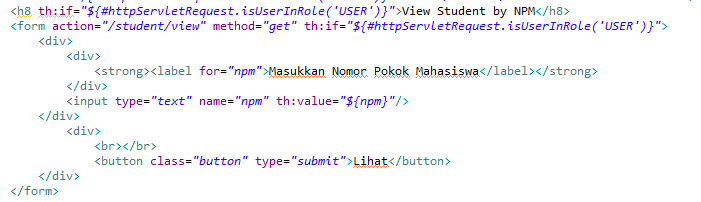 <h8 th:if="${#httpServletRequest.isUserInRole('USER')}">View Student by NPM</h8>
<form action="/student/view" method="get" th:if="${#httpServletRequest.isUserInRole('USER')}">
<div>
<div>
<strong><label for="npm">Masukkan Nomor Pokok Mahasiswa</label></strong>
</div>
<input type="text" name="npm" th:value="${npm}"/>
</div>
<div>
<br></br>
<button class="button" type="submit">Lihat</button>
</div>
</form>